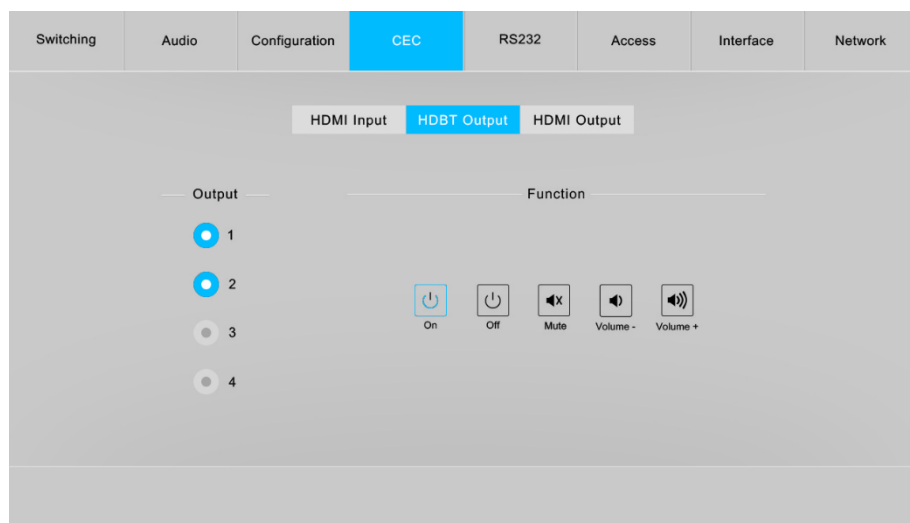 Switching Audio Configuration CEC RS232 Access Interface Network
HDMI Input HDBT Output HDMI Output
Output Function
1
2
3
4
On Off Mute Volume - Volume +